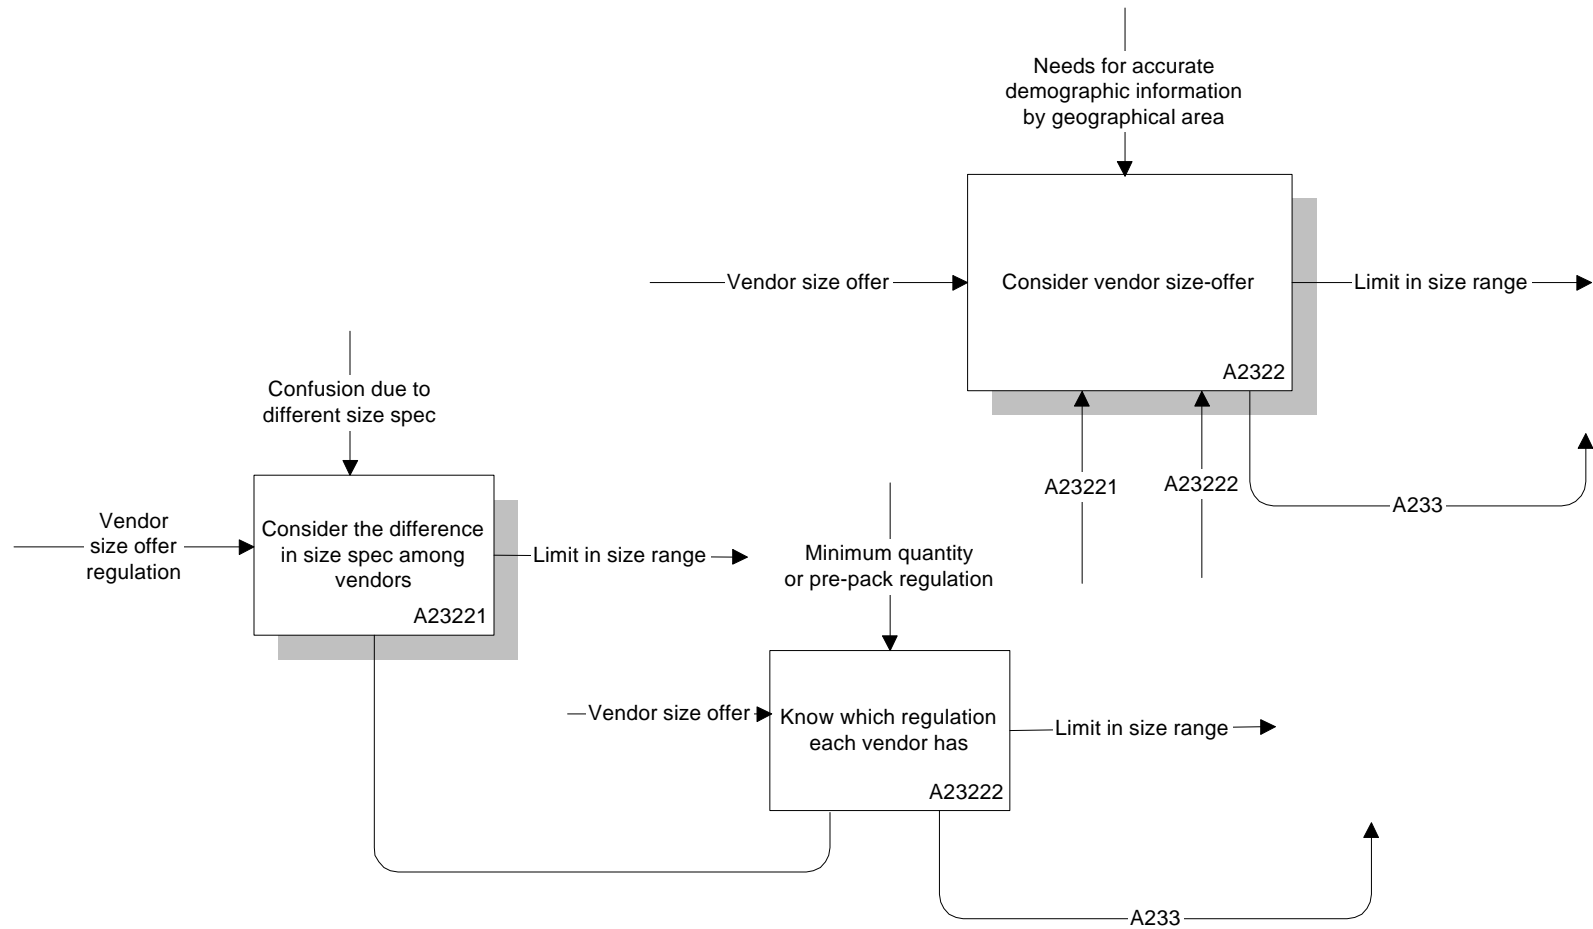 Needs for accurate
demographic information
by geographical area
Vendor size offer
Consider vendor size-offer
Limit in size range
A2322
Confusion due to
different size spec
A23221
A23222
A233
Vendor
size offer
regulation
Consider the difference
in size spec among
vendors
Limit in size range
A23221
Minimum quantity
or pre-pack regulation
Vendor size offer
Know which regulation
each vendor has
Limit in size range
A23222
A233